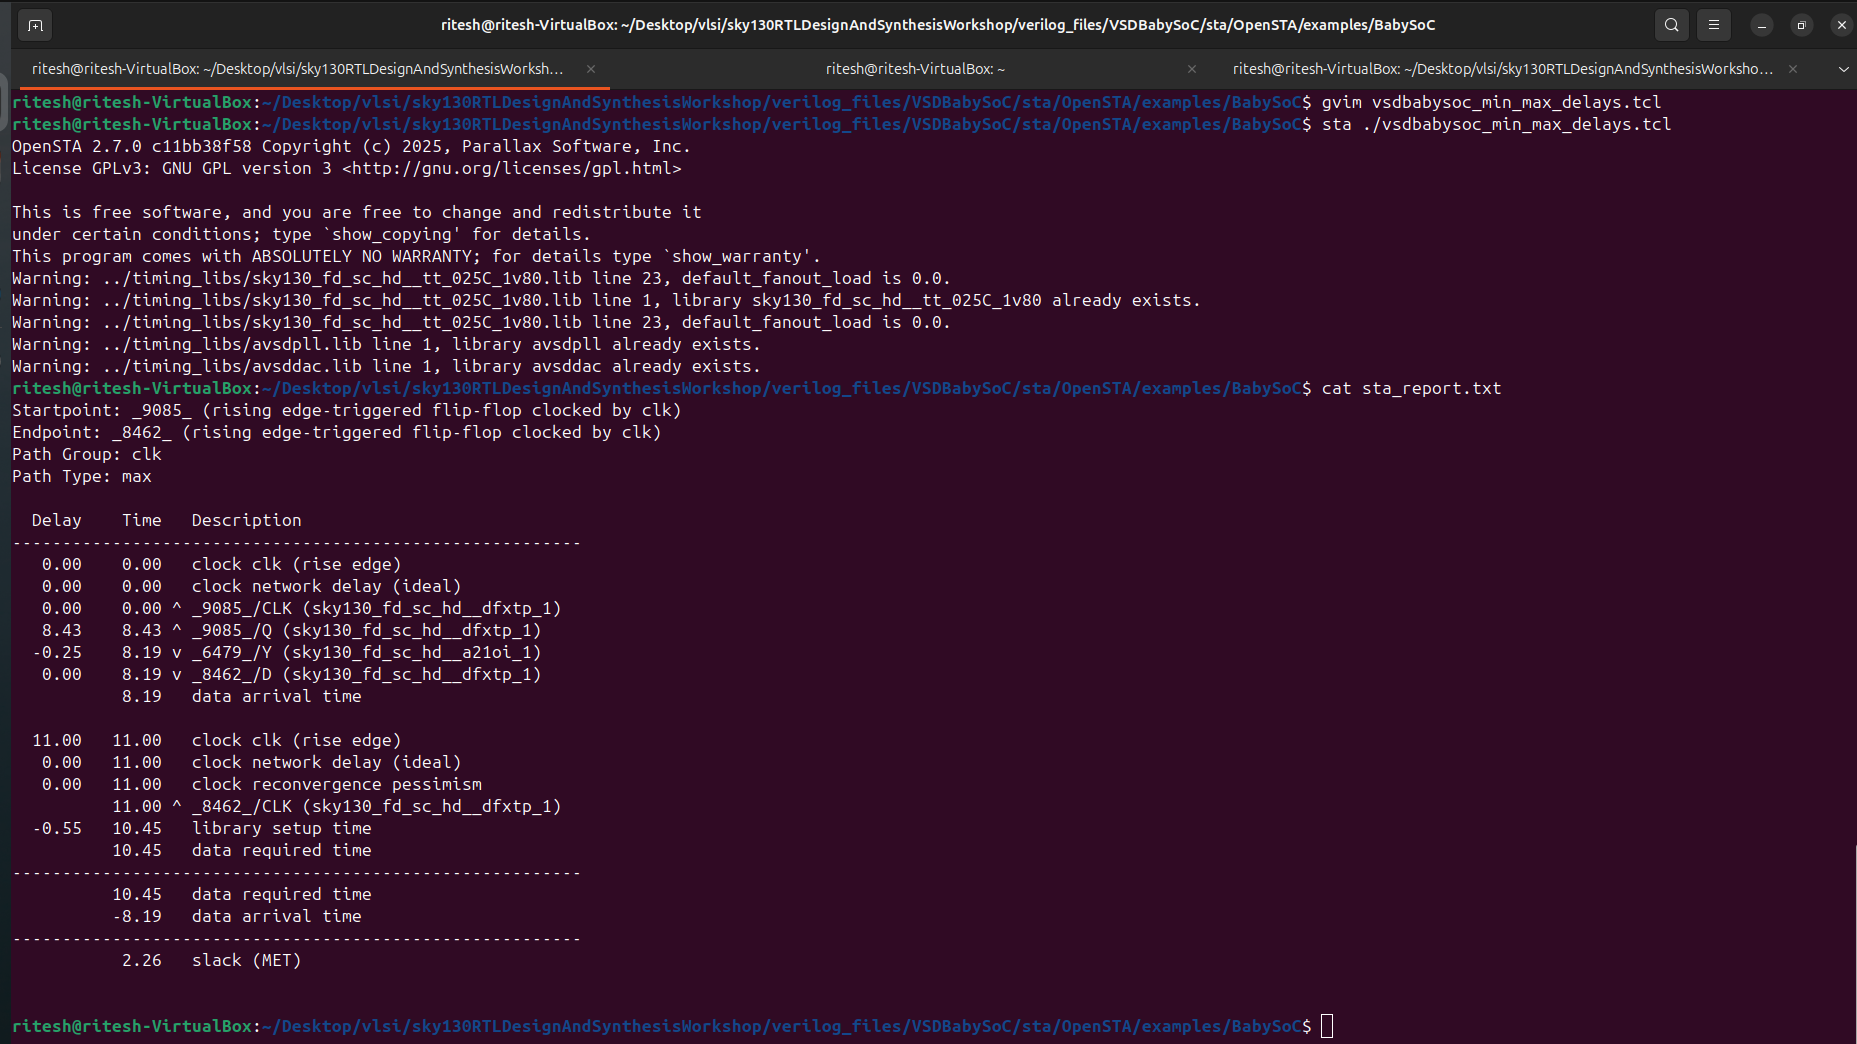 ritesh@ritesh-VirtualBox: ~/Desktop/vlsi/sky130RTLDesignAndSynthesisWorkshop/verilog_files/VSDBabySoC/sta/OpenSTA/examples/BabySoC
ritesh@ritesh-VirtualBox: ~/Desktop/vlsi/sky130RTLDesignAndSynthesisWorksh... ritesh@ritesh-VirtualBox: ~ ritesh@ritesh-VirtualBox: ~/Desktop/vlsi/sky130RTLDesignAndSynthesisWorksho...
ritesh@ritesh-VirtualBox:~/Desktop/vlsi/sky130RTLDesignAndSynthesisWorkshop/verilog_files/VSDBabySoC/sta/OpenSTA/examples/BabySoC$ gvim vsdbabysoc_min_max_delays.tcl
ritesh@ritesh-VirtualBox:~/Desktop/vlsi/sky130RTLDesignAndSynthesisWorkshop/verilog_files/VSDBabySoC/sta/OpenSTA/examples/BabySoC$ sta ./vsdbabysoc_min_max_delays.tcl
OpenSTA 2.7.0 c11bb38f58 Copyright (c) 2025, Parallax Software, Inc.
License GPLv3: GNU GPL version 3 <http://gnu.org/licenses/gpl.html>

This is free software, and you are free to change and redistribute it
under certain conditions; type `show_copying' for details.
This program comes with ABSOLUTELY NO WARRANTY; for details type `show_warranty'.
Warning: ../timing_libs/sky130_fd_sc_hd__tt_025C_1v80.lib line 23, default_fanout_load is 0.0.
Warning: ../timing_libs/sky130_fd_sc_hd__tt_025C_1v80.lib line 1, library sky130_fd_sc_hd__tt_025C_1v80 already exists.
Warning: ../timing_libs/sky130_fd_sc_hd__tt_025C_1v80.lib line 23, default_fanout_load is 0.0.
Warning: ../timing_libs/avsdpll.lib line 1, library avsdpll already exists.
Warning: ../timing_libs/avsddac.lib line 1, library avsddac already exists.
ritesh@ritesh-VirtualBox:~/Desktop/vlsi/sky130RTLDesignAndSynthesisWorkshop/verilog_files/VSDBabySoC/sta/OpenSTA/examples/BabySoC$ cat sta_report.txt
Startpoint: _9085_ (rising edge-triggered flip-flop clocked by clk)
Endpoint: _8462_ (rising edge-triggered flip-flop clocked by clk)
Path Group: clk
Path Type: max

  Delay    Time   Description
---------------------------------------------------------
   0.00    0.00   clock clk (rise edge)
   0.00    0.00   clock network delay (ideal)
   0.00    0.00 ^ _9085_/CLK (sky130_fd_sc_hd__dfxtp_1)
   8.43    8.43 ^ _9085_/Q (sky130_fd_sc_hd__dfxtp_1)
  -0.25    8.19 v _6479_/Y (sky130_fd_sc_hd__a21oi_1)
   0.00    8.19 v _8462_/D (sky130_fd_sc_hd__dfxtp_1)
           8.19   data arrival time

  11.00   11.00   clock clk (rise edge)
   0.00   11.00   clock network delay (ideal)
   0.00   11.00   clock reconvergence pessimism
          11.00 ^ _8462_/CLK (sky130_fd_sc_hd__dfxtp_1)
  -0.55   10.45   library setup time
          10.45   data required time
---------------------------------------------------------
          10.45   data required time
          -8.19   data arrival time
---------------------------------------------------------
           2.26   slack (MET)

ritesh@ritesh-VirtualBox:~/Desktop/vlsi/sky130RTLDesignAndSynthesisWorkshop/verilog_files/VSDBabySoC/sta/OpenSTA/examples/BabySoC$